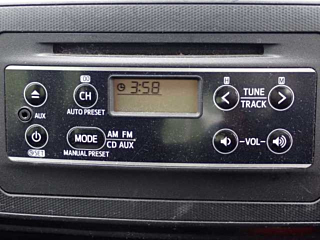 CH
3:58
H
M
TUNE
TRACK
AUX
AUTO PRESET
MODE
AM FM
CD AUX
MANUAL PRESET
VOL